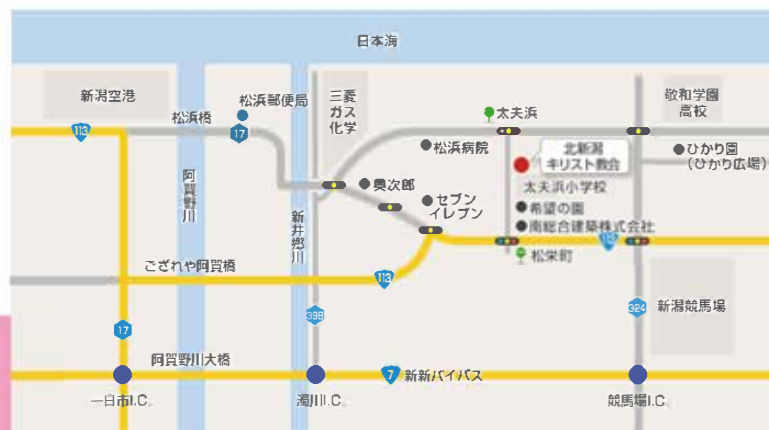 日本海
新潟空港
松浜橋
松浜郵便局
三菱
ガス
化学
太夫浜
敬和学園
高校
113
17
松浜病院
北新潟
キリスト教会
ひかり園
(ひかり広場)
阿賀野川
新井郷川
奥次郎
セブン
イレブン
太夫浜小学校
希望の園
南総合建築株式会社
113
松栄町
ござれや阿賀橋
113
17
399
324
新潟競馬場
阿賀野川大橋
7
新新バイパス
一日市I.C.
濁川I.C.
競馬場I.C.